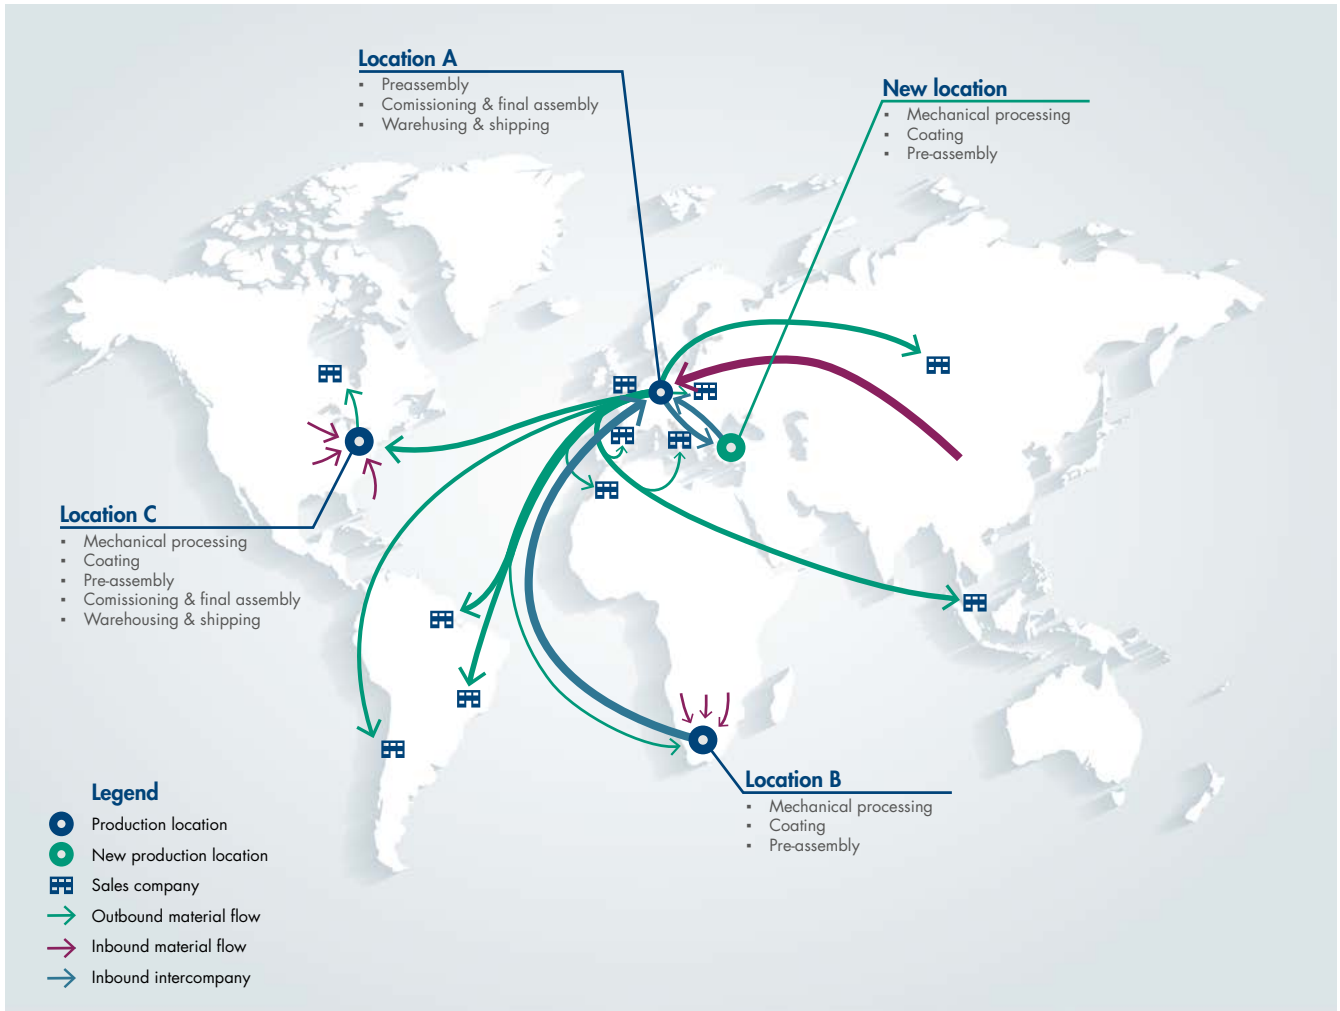 Location A
▪ Preassembly
▪ Comissioning & final assembly
▪ Warehusing & shipping
New location
▪ Mechanical processing
▪ Coating
▪ Pre-assembly
Location C
▪ Mechanical processing
▪ Coating
▪ Pre-assembly
▪ Comissioning & final assembly
▪ Warehousing & shipping
Location B
▪ Mechanical processing
▪ Coating
▪ Pre-assembly
Legend
Production location
New production location
Sales company
Outbound material flow
Inbound material flow
Inbound intercompany